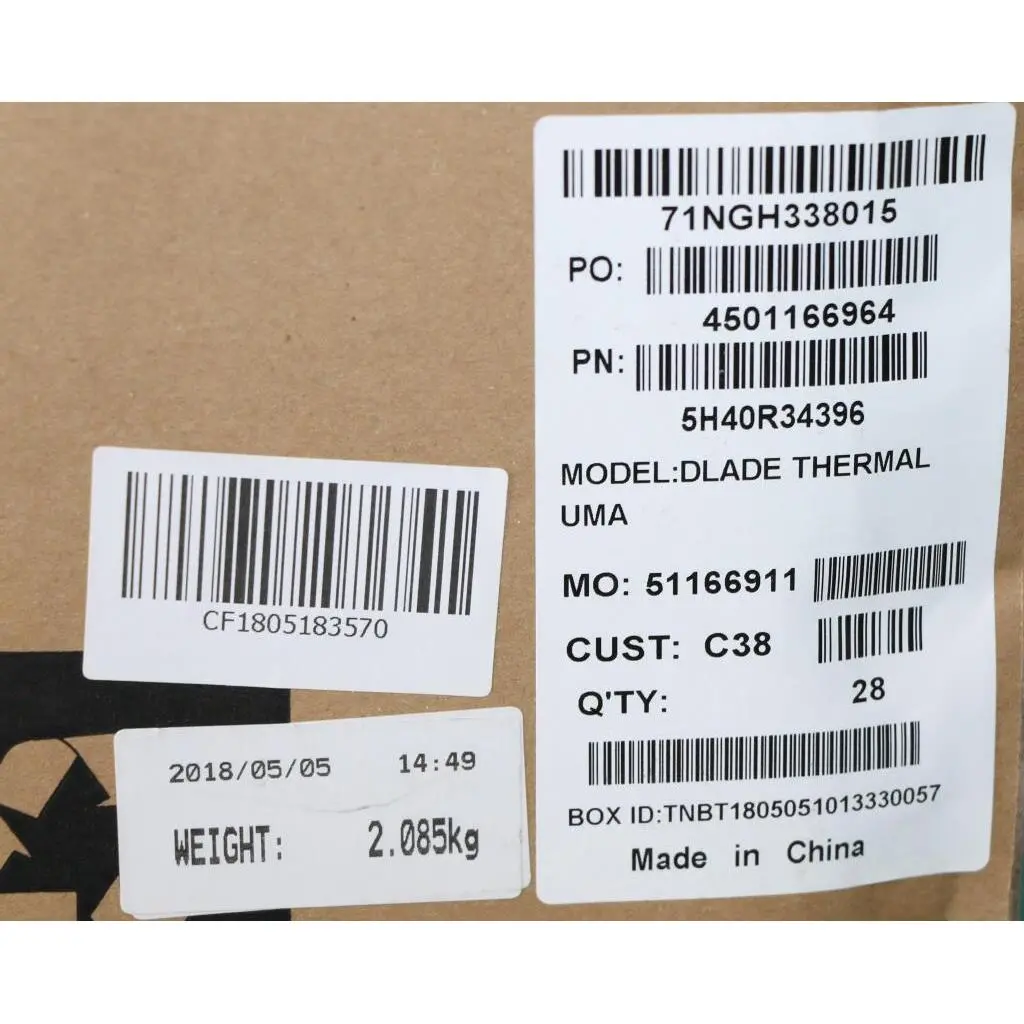 71NGH338015
PO:
4501166964
PN:
5H40R34396
MODEL:DLADE THERMAL
UMA
MO: 51166911
CUST: C38
Q'TY: 28
BOX ID:TNBT1805051013330057
Made in China
CF1805183570
2018/05/05 14:49
WEIGHT: 2.085kg